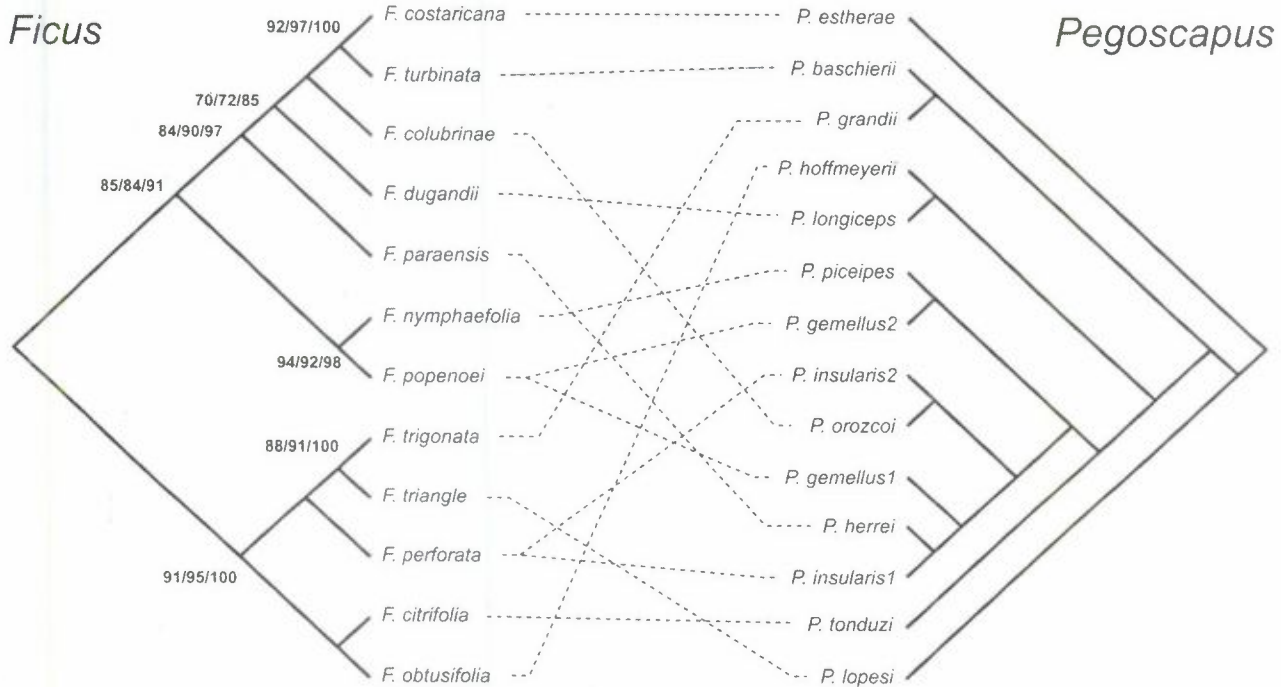 Ficus
Pegoscapus
92/97/100
70/72/85
84/90/97
85/84/91
94/92/98
88/91/100
91/95/100
F. costaricana
F. turbinata
F. colubrinae
F. dugandii
F. paraensis
F. nymphaefolia
F. popenoei
F. trigonata
F. triangle
F. perforata
F. citrifolia
F. obtusifolia
P. estherae
P. baschierii
P. grandii
P. hoffmeyerii
P. longiceps
P. piceipes
P. gemellus2
P. insularis2
P. orozcoi
P. gemellus1
P. herrei
P. insularis1
P. tonduzi
P. lopesi